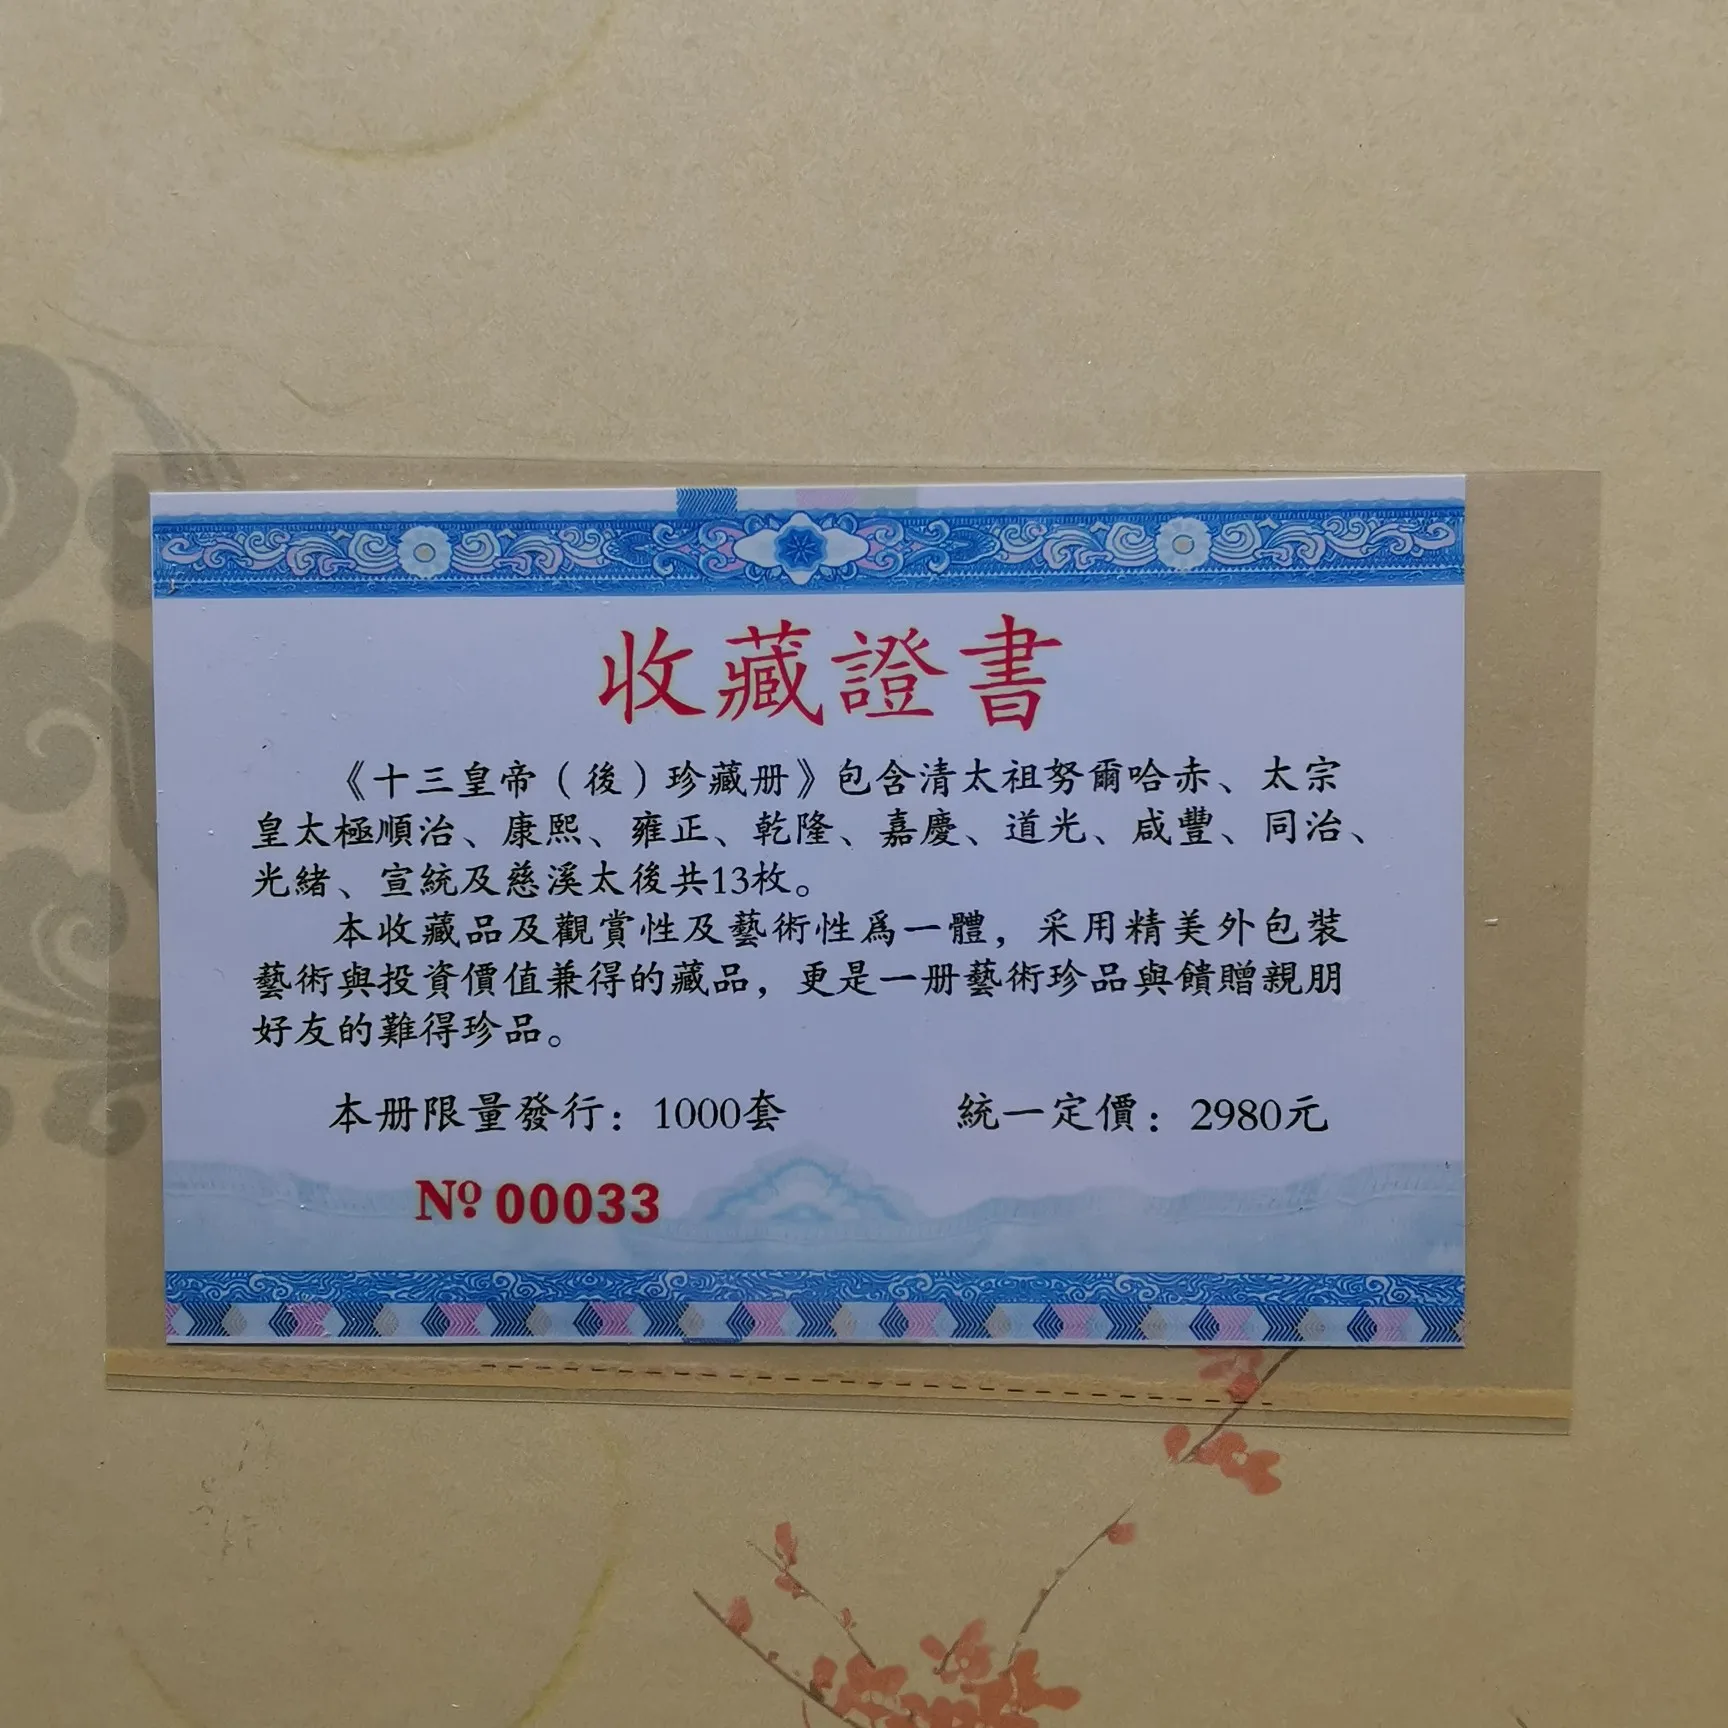 收藏證書
《十三皇帝（後）珍藏册》包含清太祖努爾哈赤、太宗
皇太極順治、康熙、雍正、乾隆、嘉慶、道光、咸豐、同治、
光緒、宣統及慈溪太後共13枚。
本收藏品及觀賞性及藝術性爲一體，采用精美外包裝
藝術與投資價值兼得的藏品，更是一册藝術珍品與饋贈親朋
好友的難得珍品。
本册限量發行：1000套 統一定價：2980元
Nº 00033